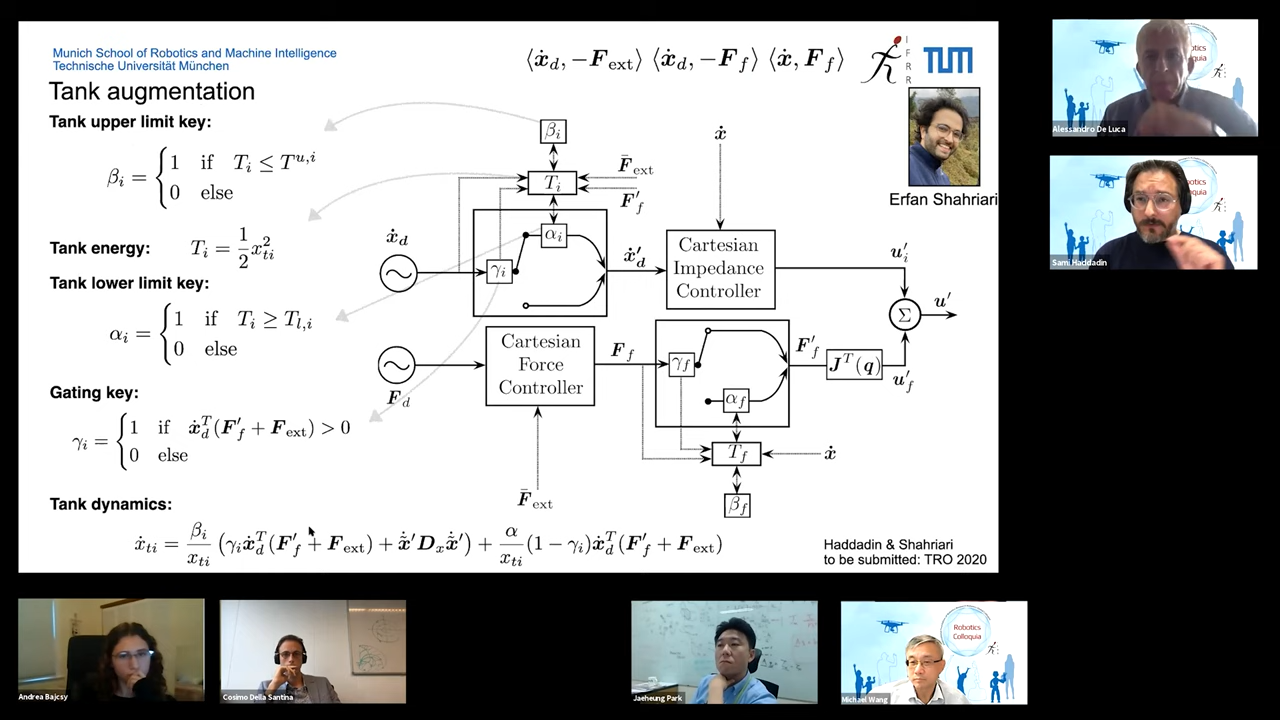 Munich School of Robotics and Machine Intelligence
Technische Universität München
⟨ẋ_d, −F_ext⟩ ⟨ẋ_d, −F_f⟩ ⟨ẋ, F_f⟩
I
F
R
R
TUM
Tank augmentation
Tank upper limit key:
β_i = { 1 if T_i ≤ T^{u,i}
0 else
Tank energy: T_i = 1/2 x_{ti}^2
Tank lower limit key:
α_i = { 1 if T_i ≥ T_{l,i}
0 else
Gating key:
γ_i = { 1 if ẋ_d^T(F'_f + F_ext) > 0
0 else
Tank dynamics:
ẋ_{ti} = β_i/x_{ti} (γ_i ẋ_d^T(F'_f + F_ext) + x̃̇' D_x x̃̇') + α/x_{ti} (1 − γ_i)ẋ_d^T(F'_f + F_ext)
β_i
T_i
F̄_ext
F'_f
ẋ
Erfan Shahriari
ẋ_d
α_i
γ_i
ẋ'_d
Cartesian
Impedance
Controller
u'_i
Σ
u'
F_d
Cartesian
Force
Controller
F_f
γ_f
α_f
F'_f
J^T(q)
u'_f
T_f
ẋ
F̄_ext
β_f
Haddadin & Shahriari
to be submitted: TRO 2020
Alessandro De Luca
Sami Haddadin
Andrea Bajcsy
Cosimo Della Santina
Jaeheung Park
Robotics
Colloquia
Michael Wang